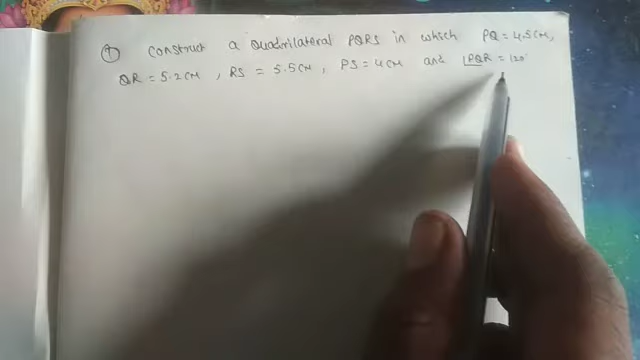 ① Construct a Quadrilateral PQRS in which PQ = 4.5cm,
QR = 5.2cm, RS = 5.5cm, PS = 4cm and ∠PQR = 120°